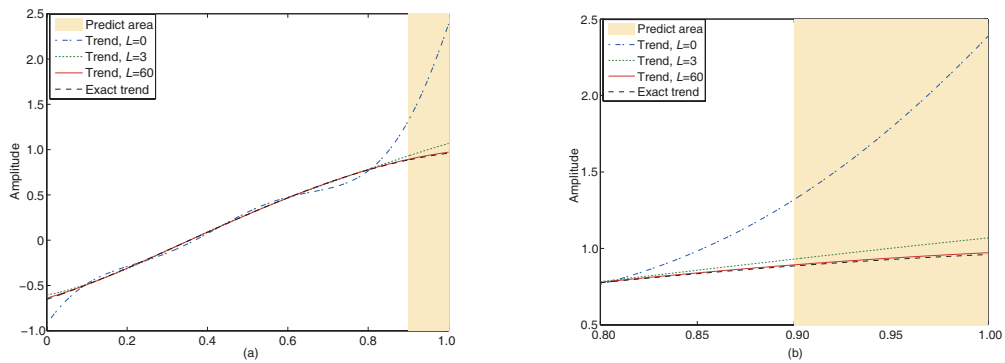 2.5
2.0
1.5
1.0
0.5
0
−0.5
−1.0
Amplitude
Predict area
Trend, L=0
Trend, L=3
Trend, L=60
Exact trend
0 0.2 0.4 0.6 0.8 1.0
(a)
2.5
2.0
1.5
1.0
0.5
Amplitude
Predict area
Trend, L=0
Trend, L=3
Trend, L=60
Exact trend
0.80 0.85 0.90 0.95 1.00
(b)